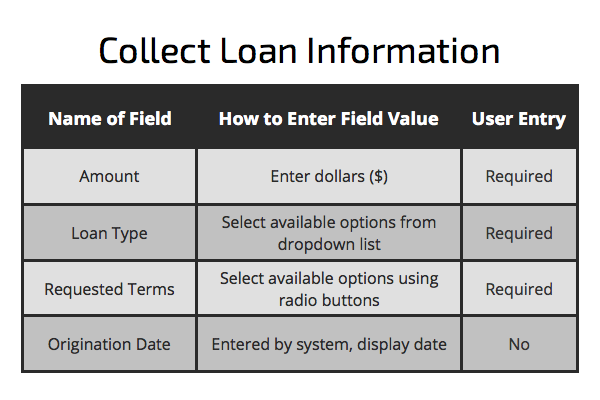 Collect Loan Information
Name of Field How to Enter Field Value User Entry
Amount Enter dollars ($) Required
Loan Type Select available options from dropdown list Required
Requested Terms Select available options using radio buttons Required
Origination Date Entered by system, display date No